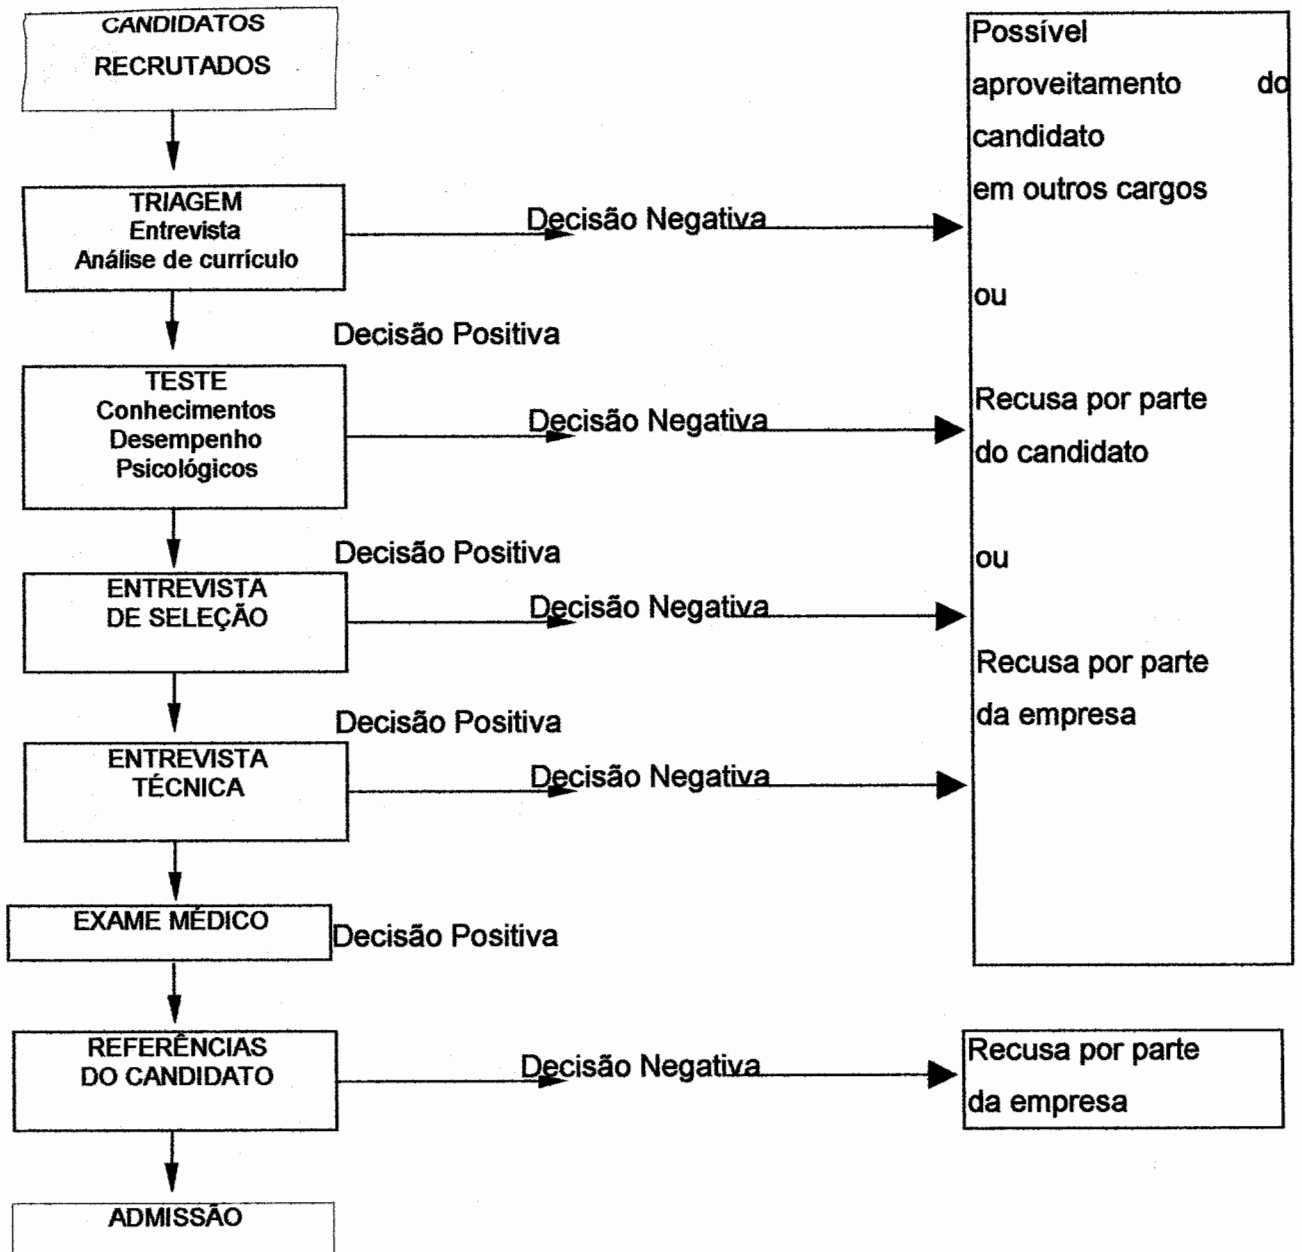 CANDIDATOS
RECRUTADOS
TRIAGEM
Entrevista
Análise de currículo
Decisão Negativa
Decisão Positiva
TESTE
Conhecimentos
Desempenho
Psicológicos
Decisão Negativa
Decisão Positiva
ENTREVISTA
DE SELEÇÃO
Decisão Negativa
Decisão Positiva
ENTREVISTA
TÉCNICA
Decisão Negativa
EXAME MÉDICO
Decisão Positiva
REFERÊNCIAS
DO CANDIDATO
Decisão Negativa
ADMISSÃO
Possível
aproveitamento do
candidato
em outros cargos
ou
Recusa por parte
do candidato
ou
Recusa por parte
da empresa
Recusa por parte
da empresa